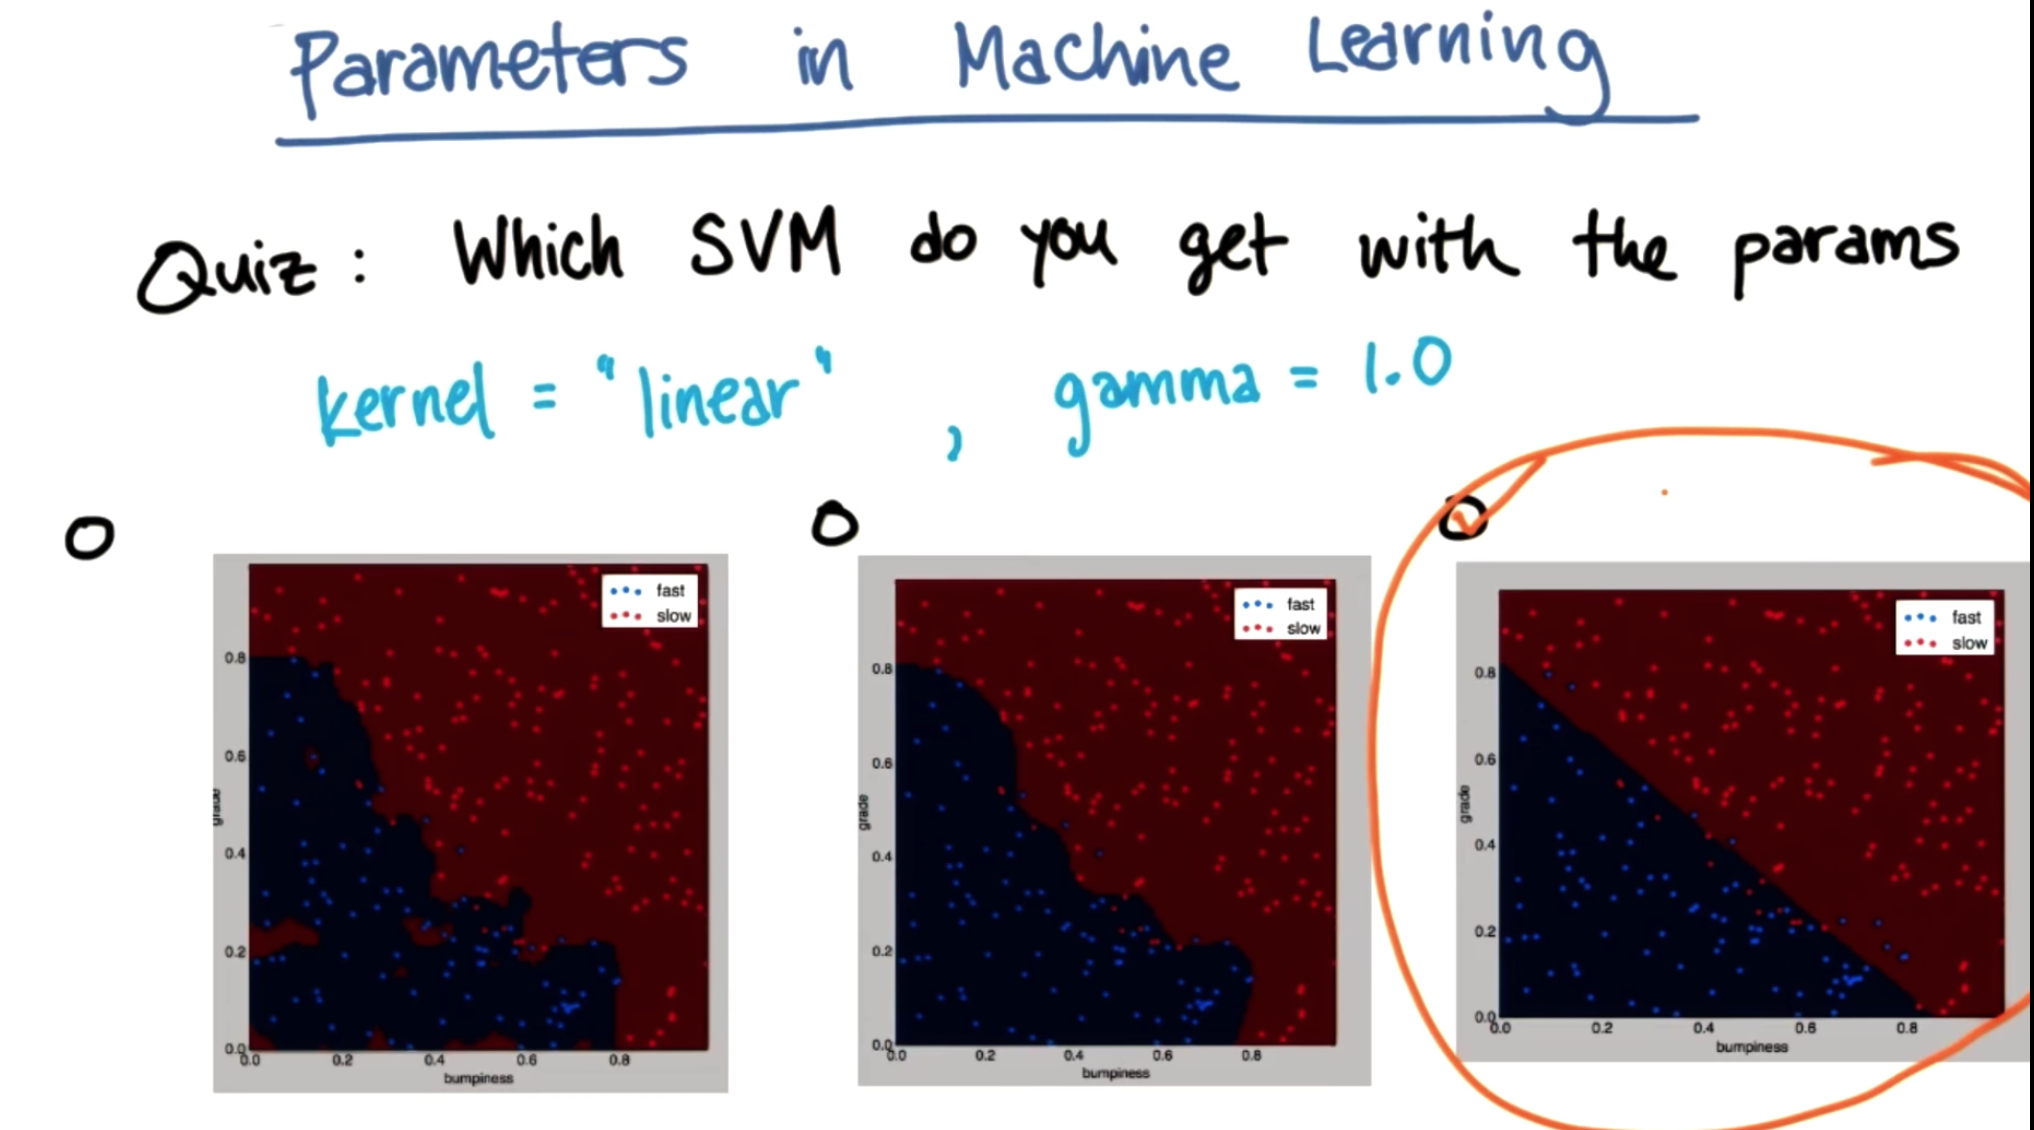 Parameters in Machine Learning
Quiz: Which SVM do you get with the params
kernel = "linear" , gamma = 1.0
fast
slow
0.8
0.6
0.4
0.2
0.0
grade
0.0 0.2 0.4 0.6 0.8
bumpiness
fast
slow
0.8
0.6
0.4
0.2
0.0
grade
0.0 0.2 0.4 0.6 0.8
bumpiness
fast
slow
0.8
0.6
0.4
0.2
0.0
grade
0.0 0.2 0.4 0.6 0.8
bumpiness